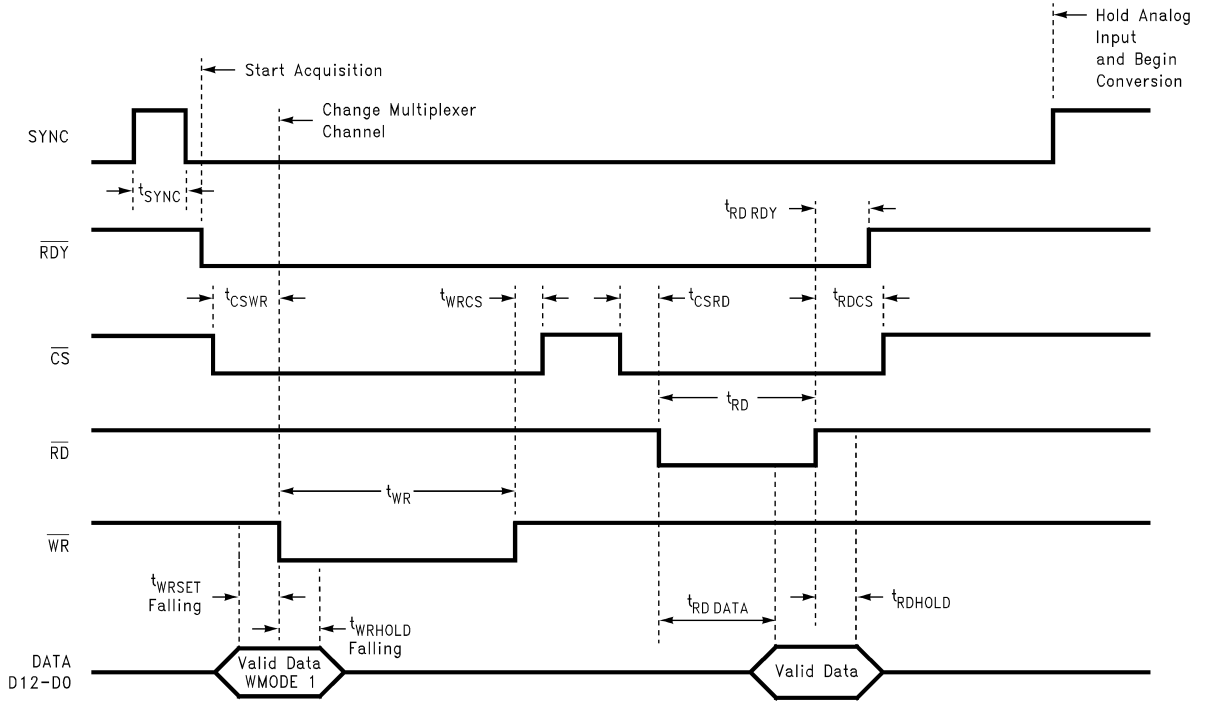 Hold Analog
Input
and Begin
Conversion
Start Acquisition
Change Multiplexer
Channel
SYNC
tSYNC
tRD RDY
RDY
tCSWR
tWRCS
tCSRD
tRDCS
CS
tRD
RD
tWR
WR
tWRSET
Falling
tWRHOLD
Falling
tRD DATA
tRDHOLD
DATA
D12-D0
Valid Data
WMODE 1
Valid Data